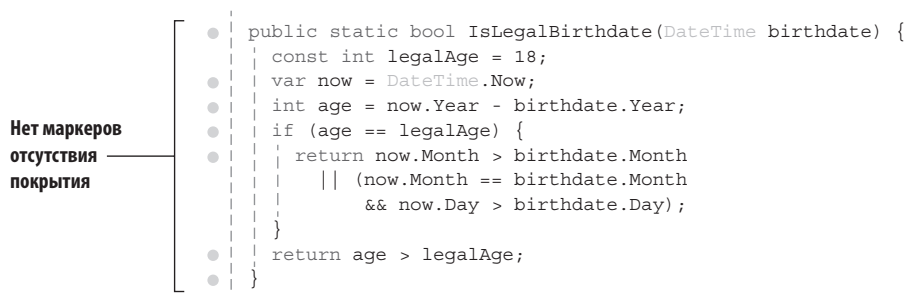 Нет маркеров
отсутствия
покрытия
public static bool IsLegalBirthdate(DateTime birthdate) {
const int legalAge = 18;
var now = DateTime.Now;
int age = now.Year - birthdate.Year;
if (age == legalAge) {
return now.Month > birthdate.Month
|| (now.Month == birthdate.Month
&& now.Day > birthdate.Day);
}
return age > legalAge;
}